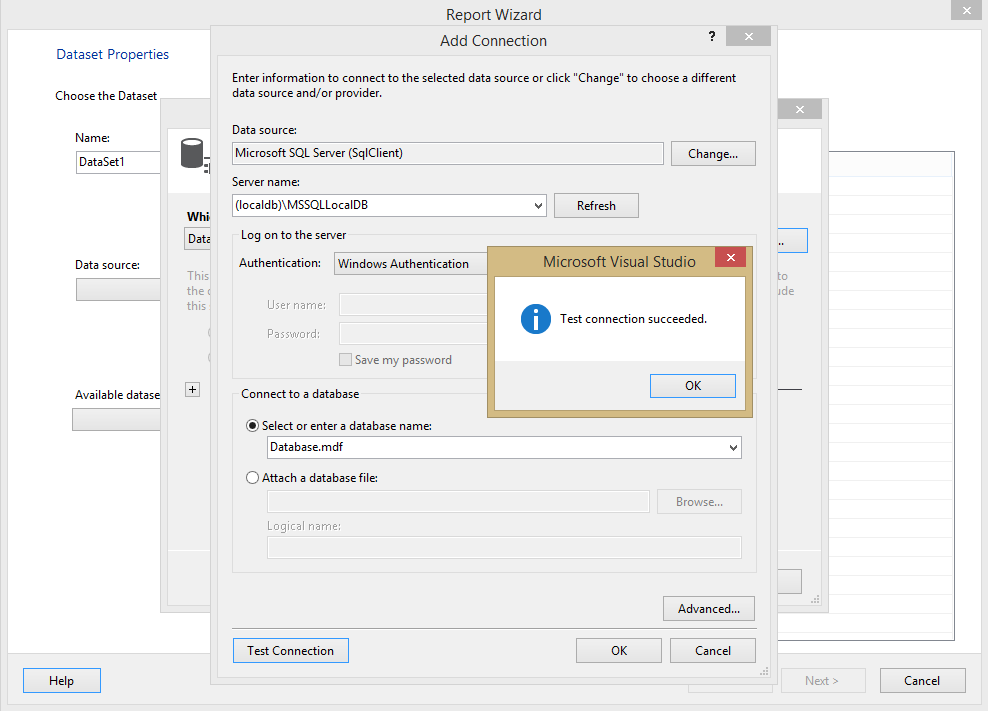 Report Wizard
Add Connection
?
Dataset Properties
Enter information to connect to the selected data source or click "Change" to choose a different
data source and/or provider.
Choose the Dataset
Data source:
Microsoft SQL Server (SqlClient)
Change...
Name:
DataSet1
Server name:
(localdb)\MSSQLLocalDB
Refresh
Log on to the server
Authentication:
Windows Authentication
Data source:
This
the
this
to
User name:
Password:
Save my password
Microsoft Visual Studio
Test connection succeeded.
OK
Connect to a database
Available
Select or enter a database name:
Database.mdf
Attach a database file:
Browse...
Logical name:
Advanced...
Test Connection
OK
Cancel
Help
Next >
Cancel